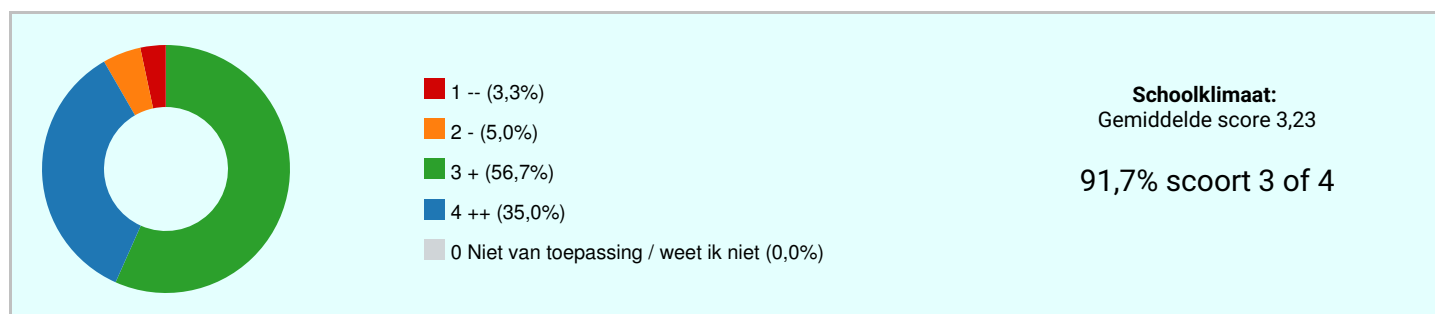 1 -- (3,3%)
2 - (5,0%)
3 + (56,7%)
4 ++ (35,0%)
0 Niet van toepassing / weet ik niet (0,0%)
Schoolklimaat:
Gemiddelde score 3,23
91,7% scoort 3 of 4